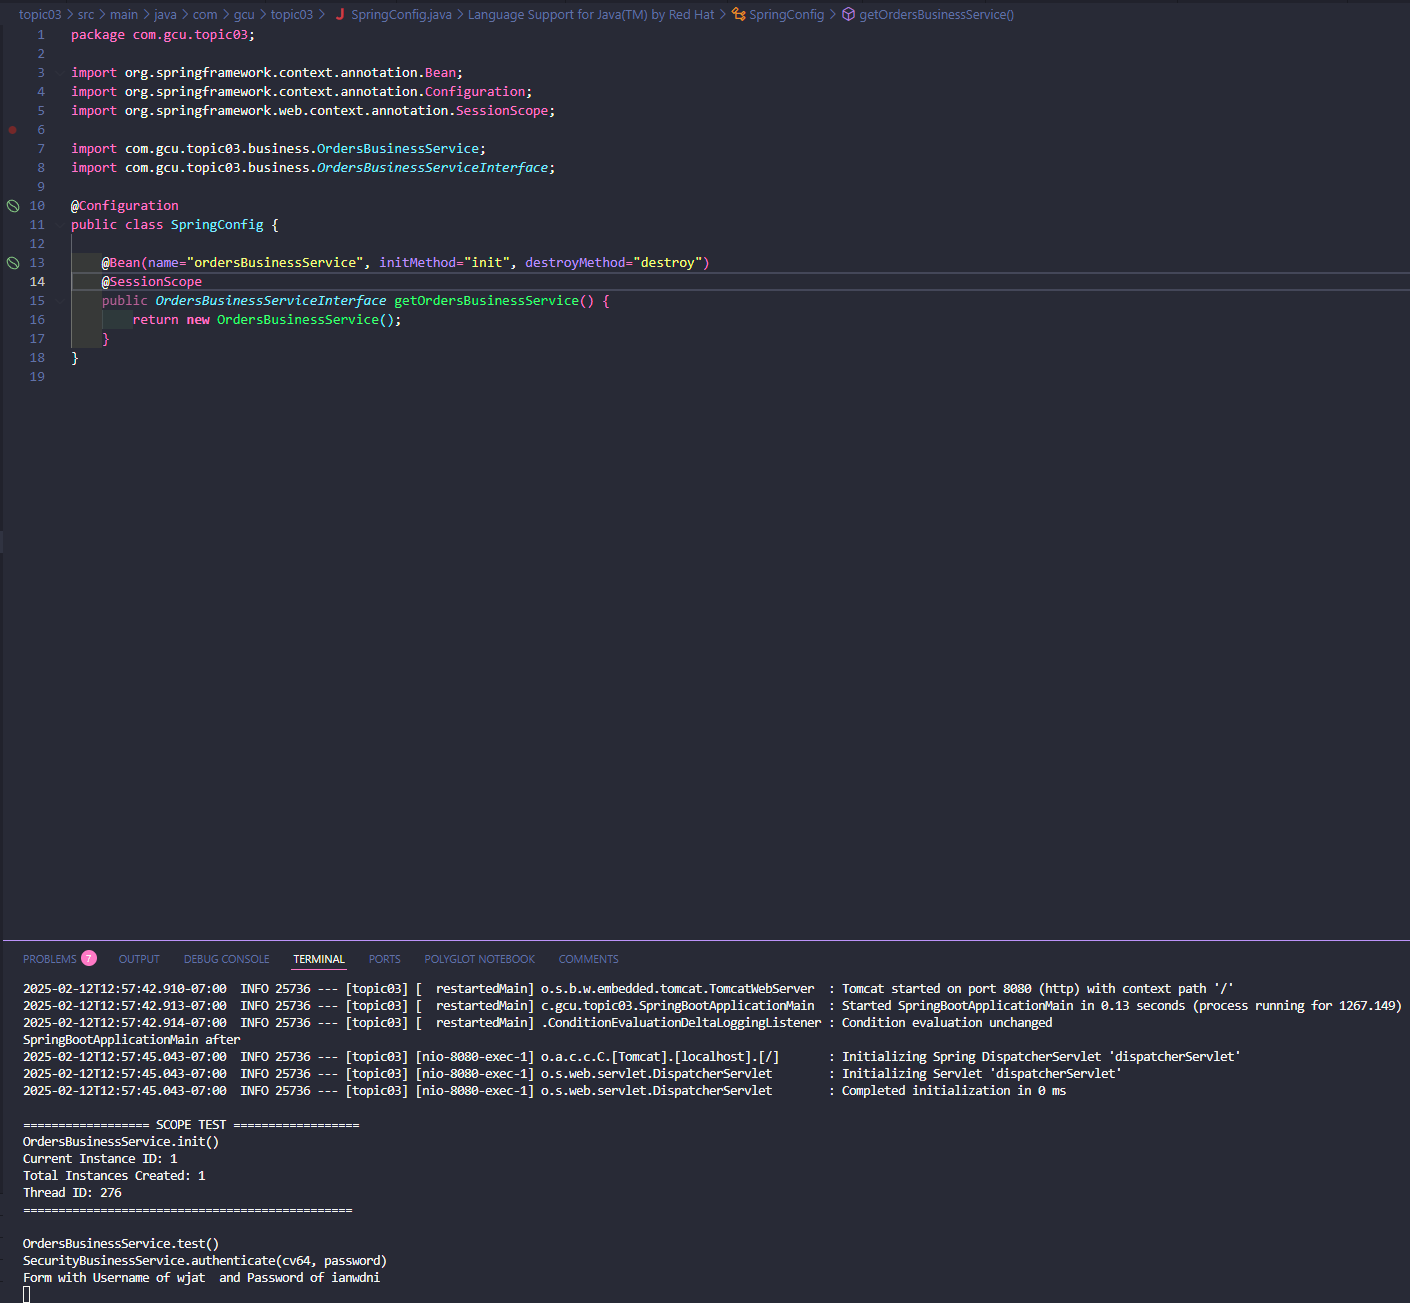 topic03 > src > main > java > com > gcu > topic03 > J SpringConfig.java > Language Support for Java(TM) by Red Hat > SpringConfig > getOrdersBusinessService()
1 package com.gcu.topic03;
2
3 import org.springframework.context.annotation.Bean;
4 import org.springframework.context.annotation.Configuration;
5 import org.springframework.web.context.annotation.SessionScope;
6
7 import com.gcu.topic03.business.OrdersBusinessService;
8 import com.gcu.topic03.business.OrdersBusinessServiceInterface;
9
10 @Configuration
11 public class SpringConfig {
12
13     @Bean(name="ordersBusinessService", initMethod="init", destroyMethod="destroy")
14     @SessionScope
15     public OrdersBusinessServiceInterface getOrdersBusinessService() {
16         return new OrdersBusinessService();
17     }
18 }
19
PROBLEMS 7 OUTPUT DEBUG CONSOLE TERMINAL PORTS POLYGLOT NOTEBOOK COMMENTS
2025-02-12T12:57:42.910-07:00  INFO 25736 --- [topic03] [  restartedMain] o.s.b.w.embedded.tomcat.TomcatWebServer  : Tomcat started on port 8080 (http) with context path '/'
2025-02-12T12:57:42.913-07:00  INFO 25736 --- [topic03] [  restartedMain] c.gcu.topic03.SpringBootApplicationMain  : Started SpringBootApplicationMain in 0.13 seconds (process running for 1267.149)
2025-02-12T12:57:42.914-07:00  INFO 25736 --- [topic03] [  restartedMain] .ConditionEvaluationDeltaLoggingListener : Condition evaluation unchanged
SpringBootApplicationMain after
2025-02-12T12:57:45.043-07:00  INFO 25736 --- [topic03] [nio-8080-exec-1] o.a.c.c.C.[Tomcat].[localhost].[/]       : Initializing Spring DispatcherServlet 'dispatcherServlet'
2025-02-12T12:57:45.043-07:00  INFO 25736 --- [topic03] [nio-8080-exec-1] o.s.web.servlet.DispatcherServlet        : Initializing Servlet 'dispatcherServlet'
2025-02-12T12:57:45.043-07:00  INFO 25736 --- [topic03] [nio-8080-exec-1] o.s.web.servlet.DispatcherServlet        : Completed initialization in 0 ms
================== SCOPE TEST ==================
OrdersBusinessService.init()
Current Instance ID: 1
Total Instances Created: 1
Thread ID: 276
===============================================
OrdersBusinessService.test()
SecurityBusinessService.authenticate(cv64, password)
Form with Username of wjat  and Password of ianwdni